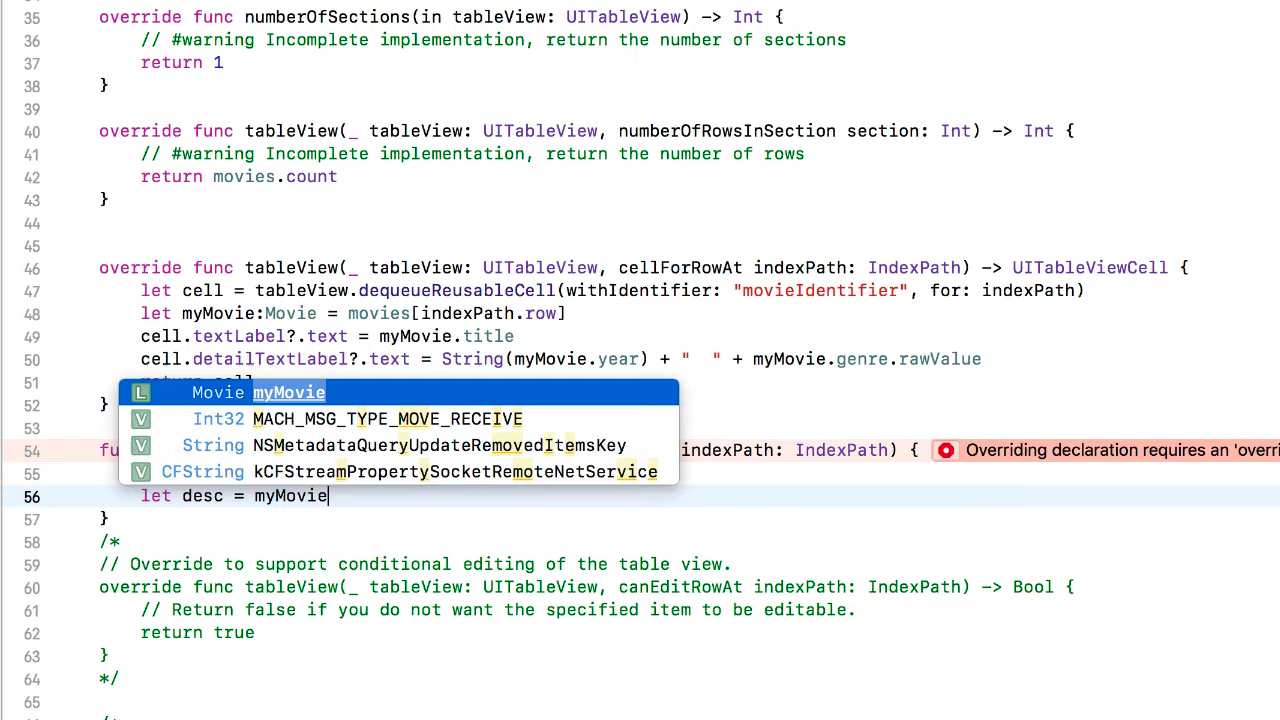 35 override func numberOfSections(in tableView: UITableView) -> Int {
36 // #warning Incomplete implementation, return the number of sections
37 return 1
38 }
39
40 override func tableView(_ tableView: UITableView, numberOfRowsInSection section: Int) -> Int {
41 // #warning Incomplete implementation, return the number of rows
42 return movies.count
43 }
44
45
46 override func tableView(_ tableView: UITableView, cellForRowAt indexPath: IndexPath) -> UITableViewCell {
47 let cell = tableView.dequeueReusableCell(withIdentifier: "movieIdentifier", for: indexPath)
48 let myMovie:Movie = movies[indexPath.row]
49 cell.textLabel?.text = myMovie.title
50 cell.detailTextLabel?.text = String(myMovie.year) + "  " + myMovie.genre.rawValue
51 return cell
L Movie myMovie
52 }
V Int32 MACH_MSG_TYPE_MOVE_RECEIVE
53
V String NSMetadataQueryUpdateRemovedItemsKey
54 fu indexPath: IndexPath) { Overriding declaration requires an 'overri
55
V CFString kCFStreamPropertySocketRemoteNetService
56 let desc = myMovie
57 }
58 /*
59 // Override to support conditional editing of the table view.
60 override func tableView(_ tableView: UITableView, canEditRowAt indexPath: IndexPath) -> Bool {
61 // Return false if you do not want the specified item to be editable.
62 return true
63 }
64 */
65